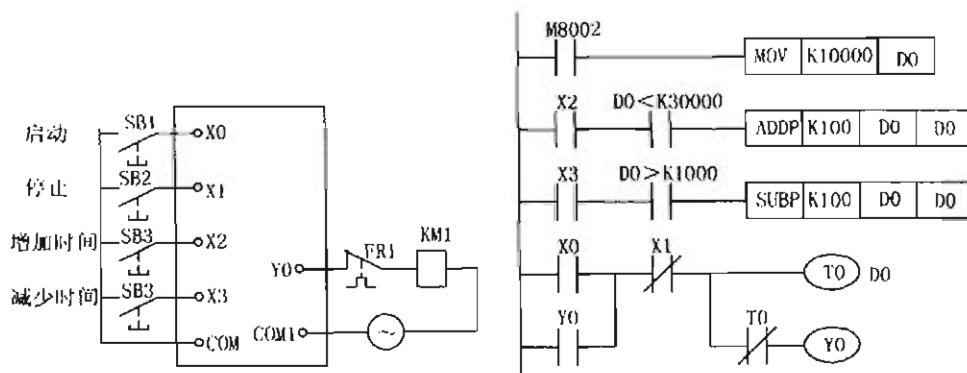 启动 SB1 X0
停止 SB2 X1
增加时间 SB3 X2
减少时间 SB3 X3
COM
Y0 FR1 KM1
COM1 ~
M8002 MOV K10000 D0
X2 D0<K30000 ADDP K100 D0 D0
X3 D0>K1000 SUBP K100 D0 D0
X0 X1 T0 D0
Y0 T0 Y0